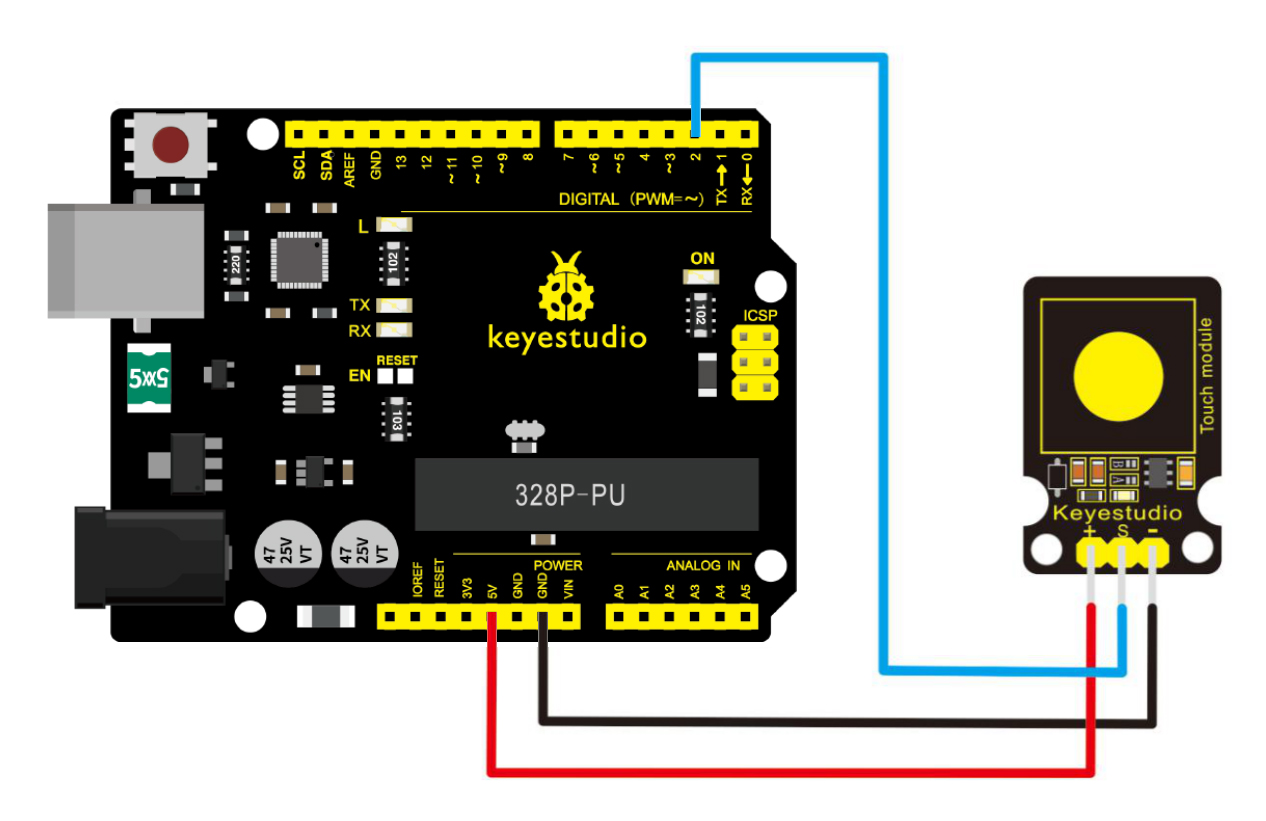 SCL
SDA
AREF
GND
13
12
~11
~10
~9
8
7
~6
~5
4
~3
2
TX→1
RX←0
DIGITAL (PWM=~)
L
220
102
TX
RX
RESET
EN
103
ON
102
ICSP
keyestudio
5XX5
328P-PU
47
25V
VT
47
25V
VT
POWER
ANALOG IN
IOREF
RESET
3V3
5V
GND
GND
VIN
A0
A1
A2
A3
A4
A5
Touch module
B
A
Keyestudio
+ S -